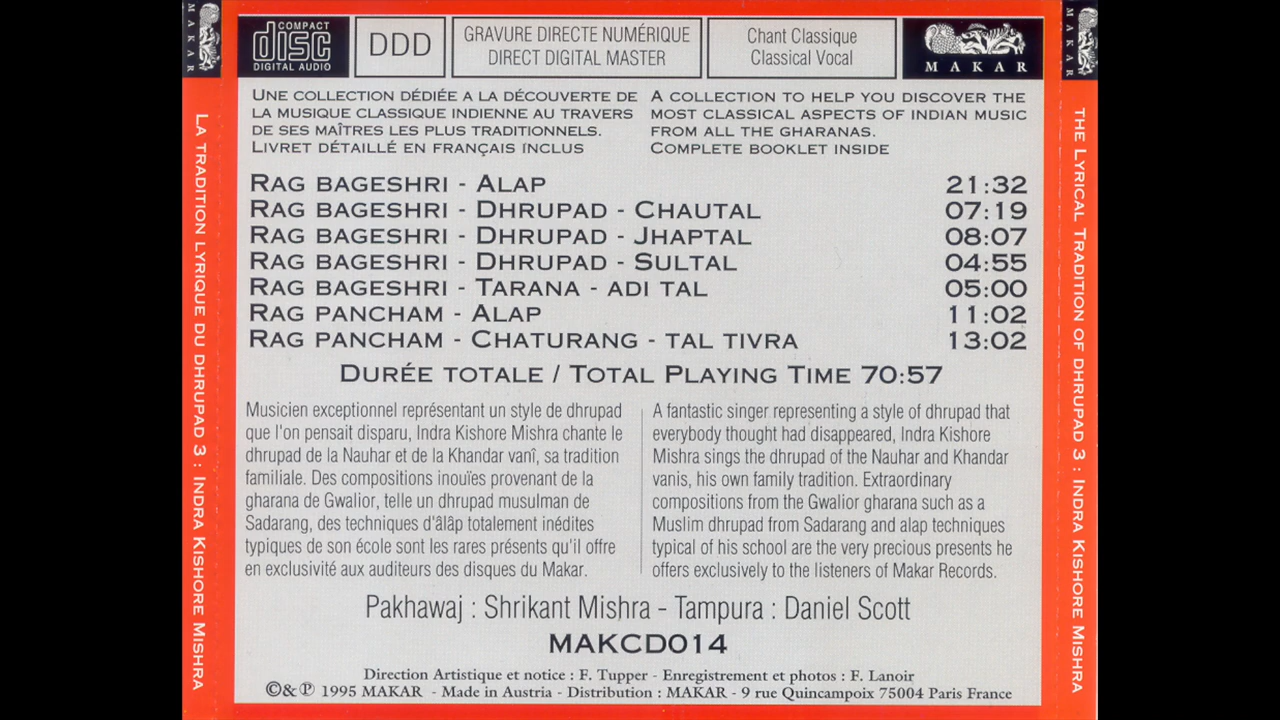 MAKAR
LA TRADITION LYRIQUE DU DHRUPAD 3 : INDRA KISHORE MISHRA
COMPACT
disc
DIGITAL AUDIO
DDD
GRAVURE DIRECTE NUMÉRIQUE
DIRECT DIGITAL MASTER
Chant Classique
Classical Vocal
MAKAR
UNE COLLECTION DÉDIÉE A LA DÉCOUVERTE DE
LA MUSIQUE CLASSIQUE INDIENNE AU TRAVERS
DE SES MAÎTRES LES PLUS TRADITIONNELS.
LIVRET DÉTAILLÉ EN FRANÇAIS INCLUS
A COLLECTION TO HELP YOU DISCOVER THE
MOST CLASSICAL ASPECTS OF INDIAN MUSIC
FROM ALL THE GHARANAS.
COMPLETE BOOKLET INSIDE
RAG BAGESHRI - ALAP 21:32
RAG BAGESHRI - DHRUPAD - CHAUTAL 07:19
RAG BAGESHRI - DHRUPAD - JHAPTAL 08:07
RAG BAGESHRI - DHRUPAD - SULTAL 04:55
RAG BAGESHRI - TARANA - ADI TAL 05:00
RAG PANCHAM - ALAP 11:02
RAG PANCHAM - CHATURANG - TAL TIVRA 13:02
DURÉE TOTALE / TOTAL PLAYING TIME 70:57
Musicien exceptionnel représentant un style de dhrupad
que l'on pensait disparu, Indra Kishore Mishra chante le
dhrupad de la Nauhar et de la Khandar vanî, sa tradition
familiale. Des compositions inouïes provenant de la
gharana de Gwalior, telle un dhrupad musulman de
Sadarang, des techniques d'âlâp totalement inédites
typiques de son école sont les rares présents qu'il offre
en exclusivité aux auditeurs des disques du Makar.
A fantastic singer representing a style of dhrupad that
everybody thought had disappeared, Indra Kishore
Mishra sings the dhrupad of the Nauhar and Khandar
vanis, his own family tradition. Extraordinary
compositions from the Gwalior gharana such as a
Muslim dhrupad from Sadarang and alap techniques
typical of his school are the very precious presents he
offers exclusively to the listeners of Makar Records.
Pakhawaj : Shrikant Mishra - Tampura : Daniel Scott
MAKCD014
Direction Artistique et notice : F. Tupper - Enregistrement et photos : F. Lanoir
©& ℗ 1995 MAKAR - Made in Austria - Distribution : MAKAR - 9 rue Quincampoix 75004 Paris France
MAKAR
THE LYRICAL TRADITION OF DHRUPAD 3 : INDRA KISHORE MISHRA